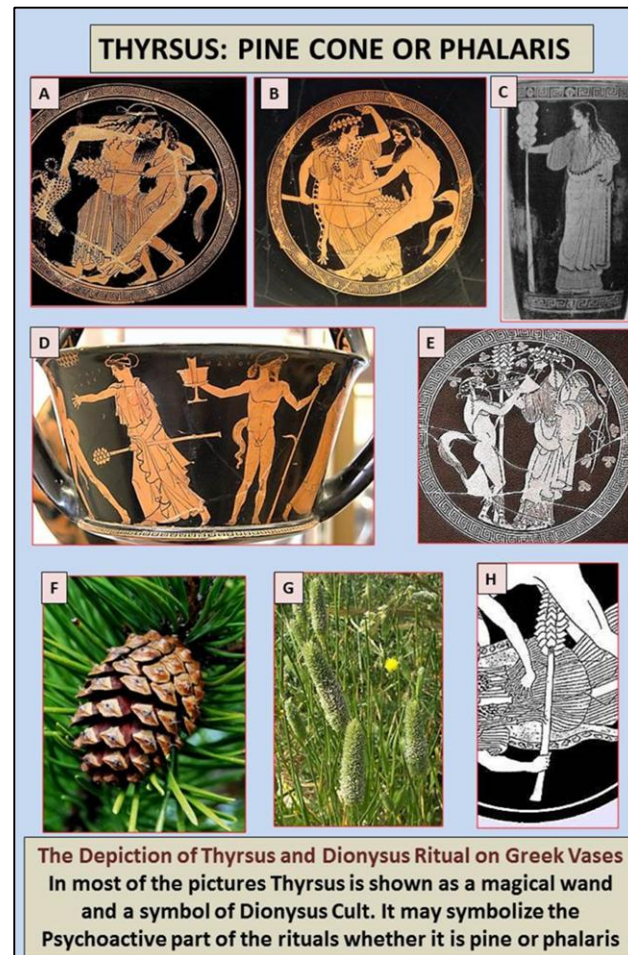 THYRSUS: PINE CONE OR PHALARIS
A
B
C
D
E
F
G
H
The Depiction of Thyrsus and Dionysus Ritual on Greek Vases
In most of the pictures Thyrsus is shown as a magical wand
and a symbol of Dionysus Cult. It may symbolize the
Psychoactive part of the rituals whether it is pine or phalaris